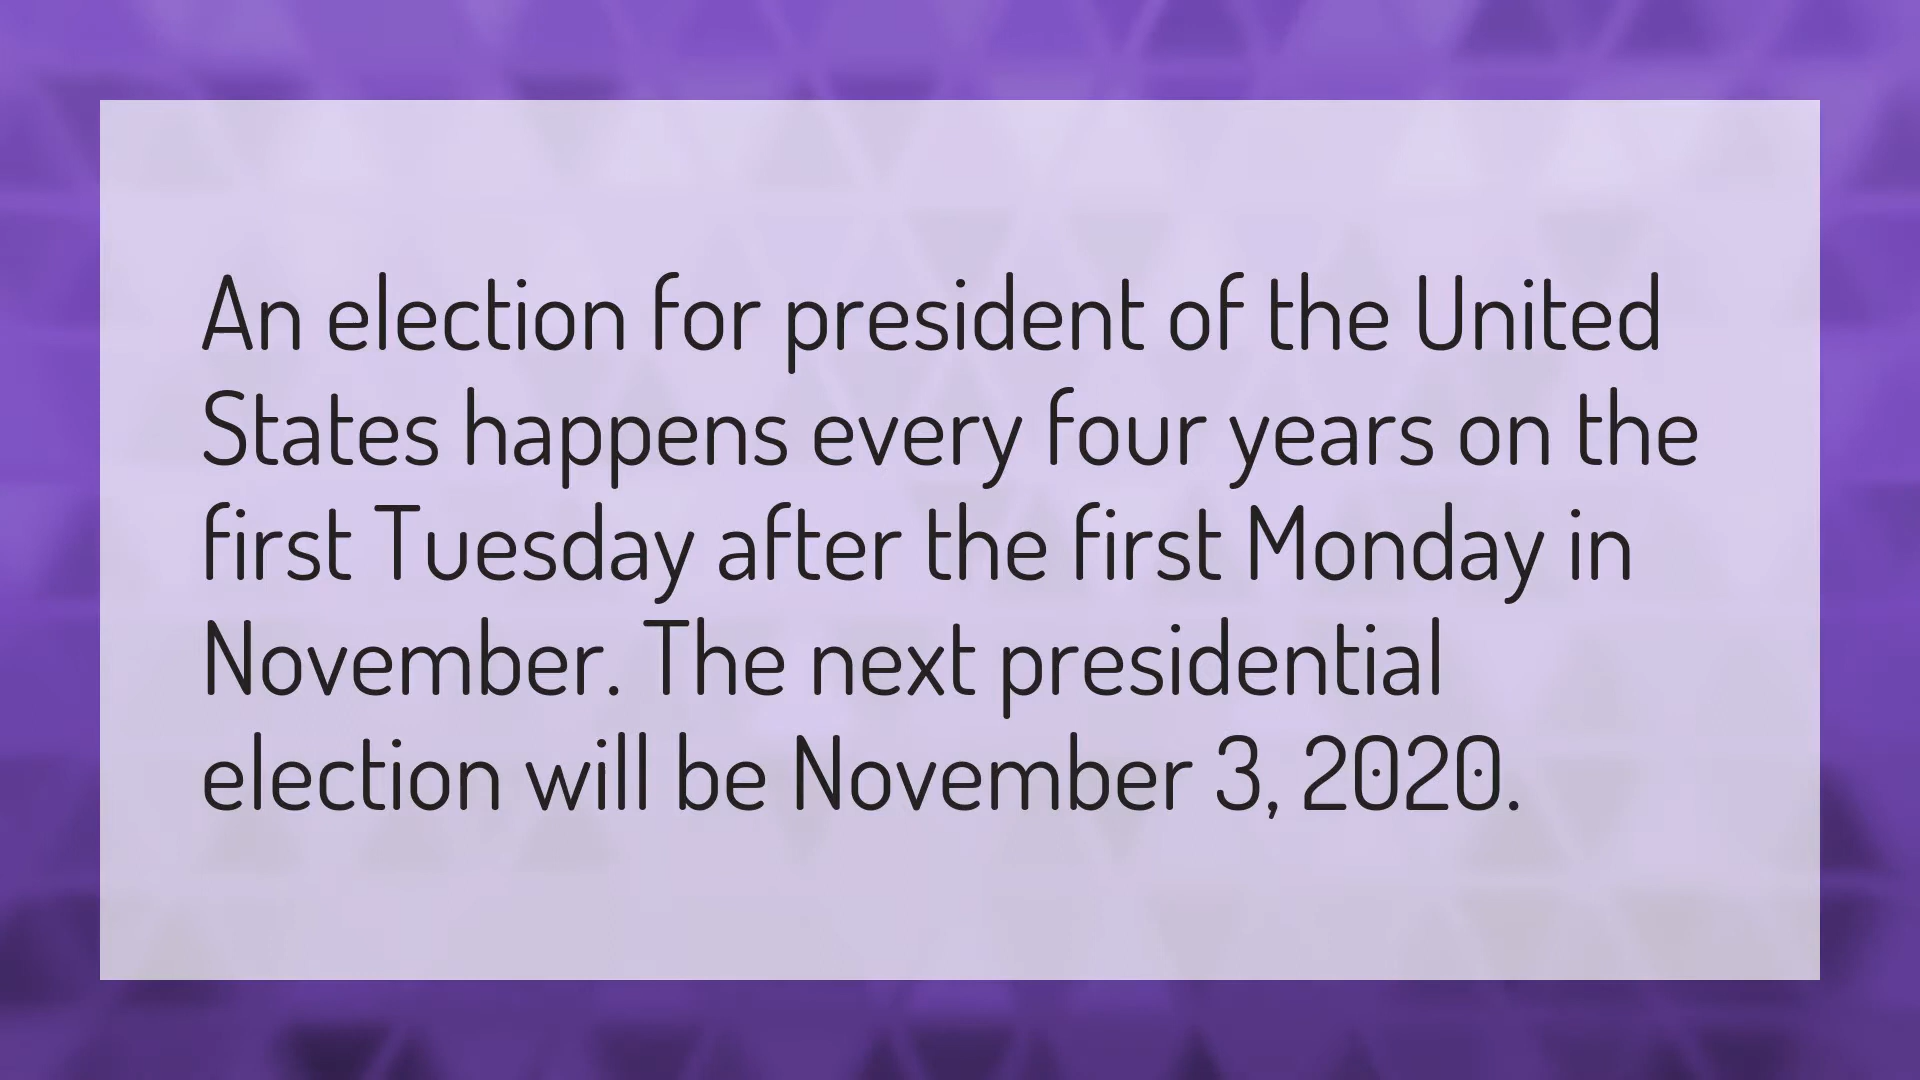 An election for president of the United
States happens every four years on the
first Tuesday after the first Monday in
November. The next presidential
election will be November 3, 2020.